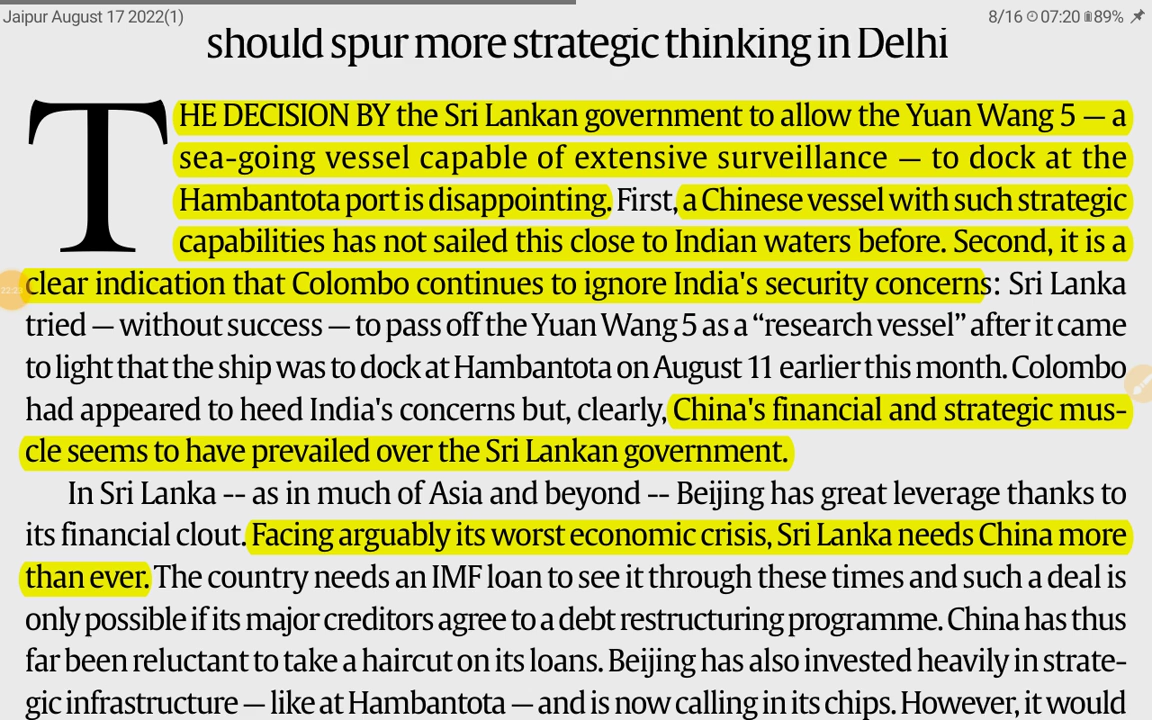 Jaipur August 17 2022(1)
8/16 07:20 89%
should spur more strategic thinking in Delhi
THE DECISION BY the Sri Lankan government to allow the Yuan Wang 5 — a
sea-going vessel capable of extensive surveillance — to dock at the
Hambantota port is disappointing. First, a Chinese vessel with such strategic
capabilities has not sailed this close to Indian waters before. Second, it is a
clear indication that Colombo continues to ignore India's security concerns: Sri Lanka
tried — without success — to pass off the Yuan Wang 5 as a “research vessel” after it came
to light that the ship was to dock at Hambantota on August 11 earlier this month. Colombo
had appeared to heed India's concerns but, clearly, China's financial and strategic mus-
cle seems to have prevailed over the Sri Lankan government.
In Sri Lanka -- as in much of Asia and beyond -- Beijing has great leverage thanks to
its financial clout. Facing arguably its worst economic crisis, Sri Lanka needs China more
than ever. The country needs an IMF loan to see it through these times and such a deal is
only possible if its major creditors agree to a debt restructuring programme. China has thus
far been reluctant to take a haircut on its loans. Beijing has also invested heavily in strate-
gic infrastructure — like at Hambantota — and is now calling in its chips. However, it would